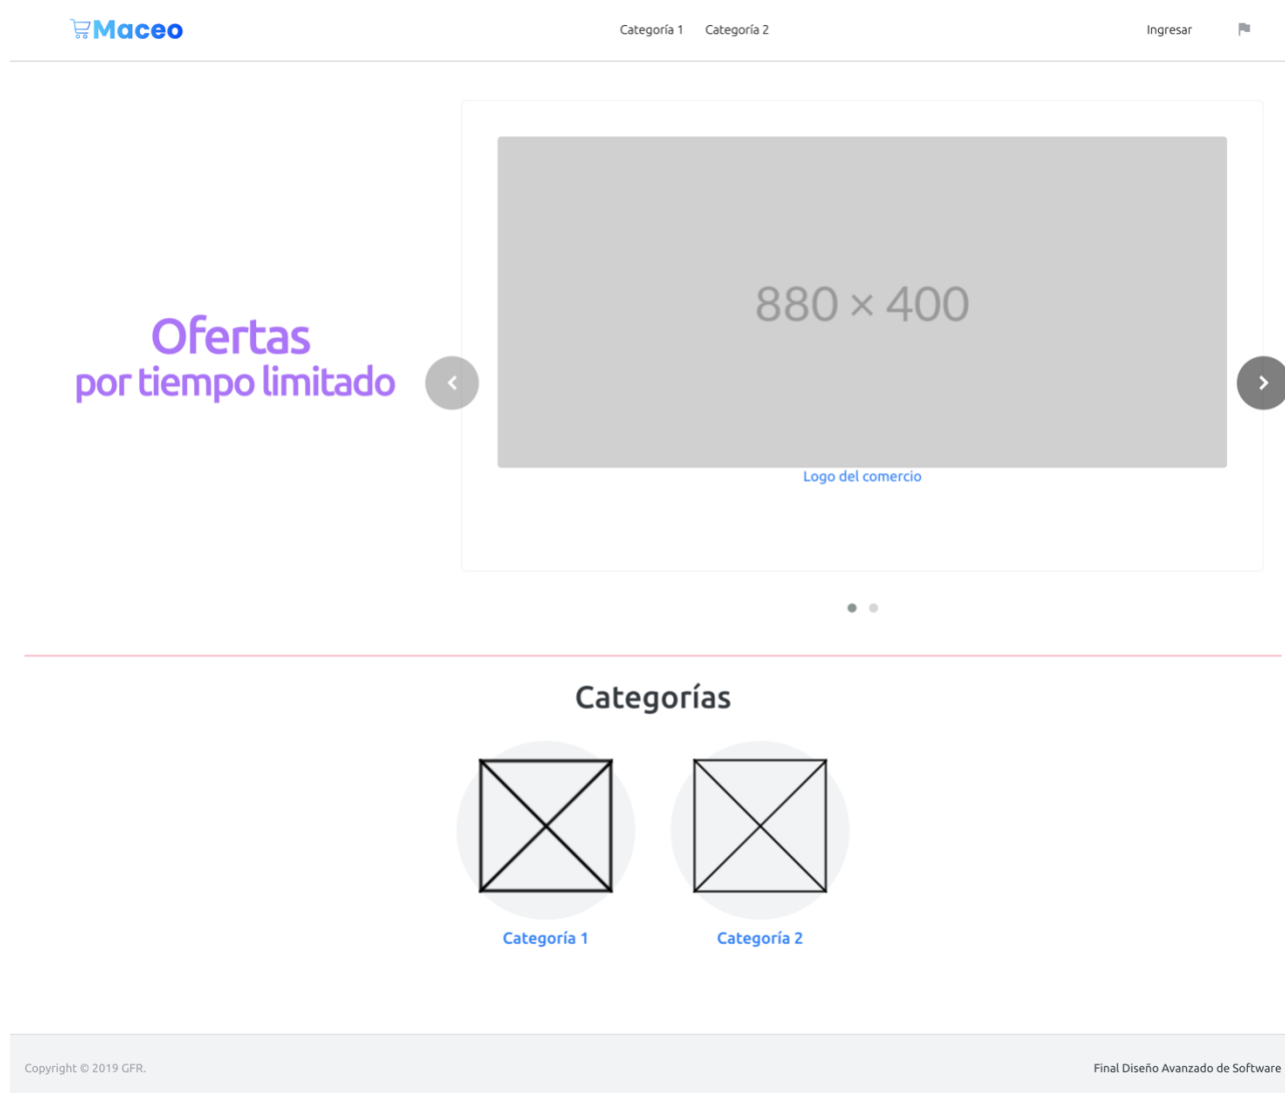 Maceo
Categoría 1 Categoría 2
Ingresar
880 × 400
Ofertas
por tiempo limitado
Logo del comercio
Categorías
Categoría 1 Categoría 2
Copyright © 2019 GFR.
Final Diseño Avanzado de Software